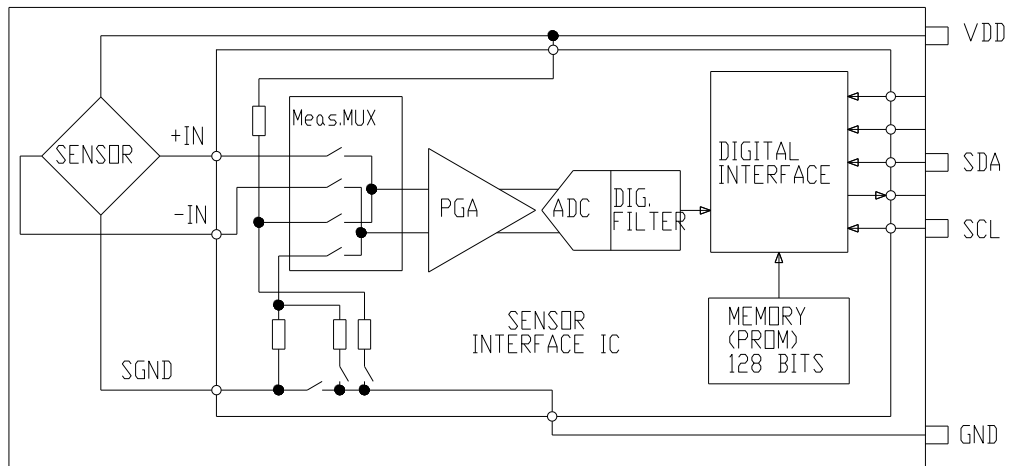 VDD
Meas.MUX
+IN
SENSOR
DIGITAL
INTERFACE
SDA
PGA
ADC
DIG.
FILTER
-IN
SCL
SENSOR
INTERFACE IC
MEMORY
(PROM)
128 BITS
SGND
GND